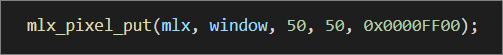 mlx_pixel_put(mlx, window, 50, 50, 0x0000FF00);